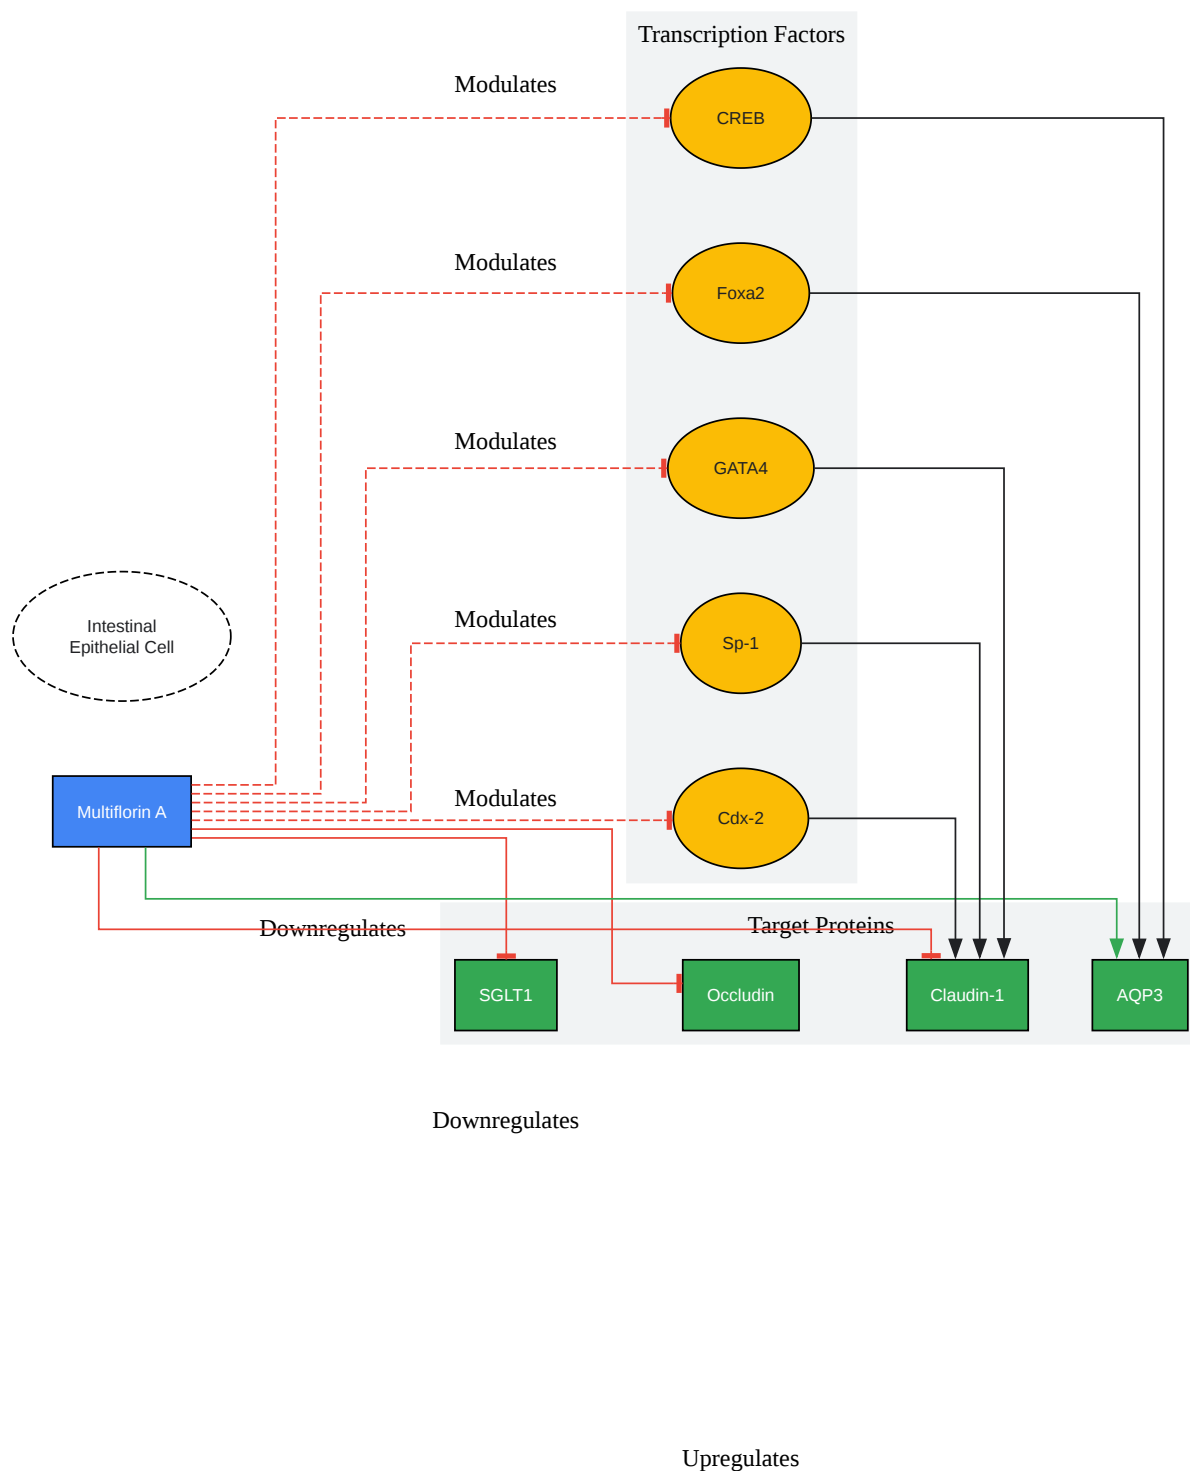 Transcription Factors
Modulates
CREB
Modulates
Foxa2
Modulates
GATA4
Modulates
Intestinal
Epithelial Cell
Sp-1
Modulates
Multiflorin A
Cdx-2
Downregulates
Target Proteins
SGLT1
Occludin
Claudin-1
AQP3
Downregulates
Upregulates